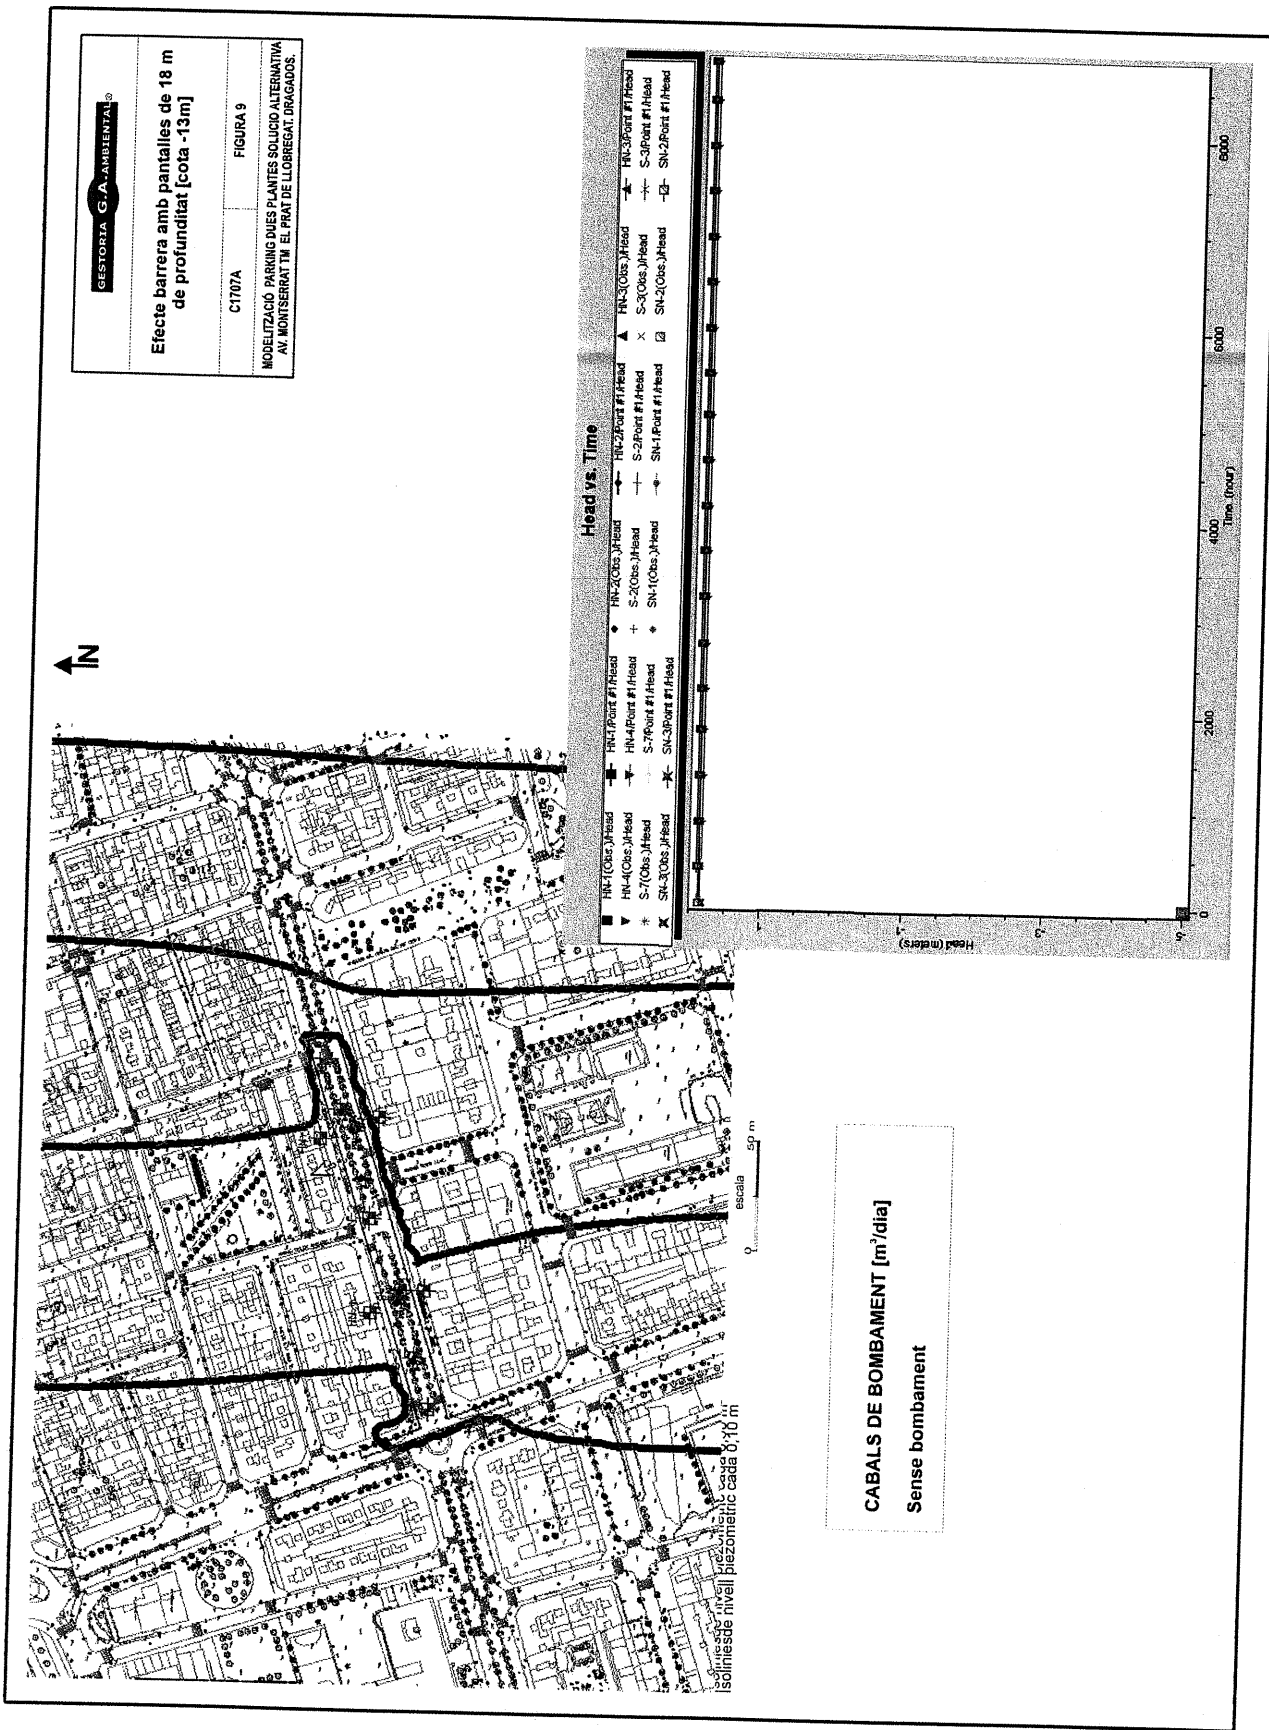 GESTORIA G.A. AMBIENTAL®
Efecte barrera amb pantalles de 18 m
de profunditat [cota -13m]
C1707A
FIGURA 9
MODELITZACIÓ PARKING DUES PLANTES SOLUCIO ALTERNATIVA
AV. MONTSERRAT TM EL PRAT DE LLOBREGAT. DRAGADOS.
N
escala
0
50 m
Isolinies de nivell piezomètric cada 0,10 m
CABALS DE BOMBAMENT [m³/dia]
Sense bombament
Head vs. Time
HN-1(Obs.)/Head
HN-1/Point #1/Head
HN-2(Obs.)/Head
HN-2/Point #1/Head
HN-3(Obs.)/Head
HN-3/Point #1/Head
HN-4(Obs.)/Head
HN-4/Point #1/Head
S-2(Obs.)/Head
S-2/Point #1/Head
S-3(Obs.)/Head
S-3/Point #1/Head
S-7(Obs.)/Head
S-7/Point #1/Head
SN-1(Obs.)/Head
SN-1/Point #1/Head
SN-2(Obs.)/Head
SN-2/Point #1/Head
SN-3(Obs.)/Head
SN-3/Point #1/Head
Head (meters)
1
-1
-3
-5
0
2000
4000
6000
8000
Time (hour)